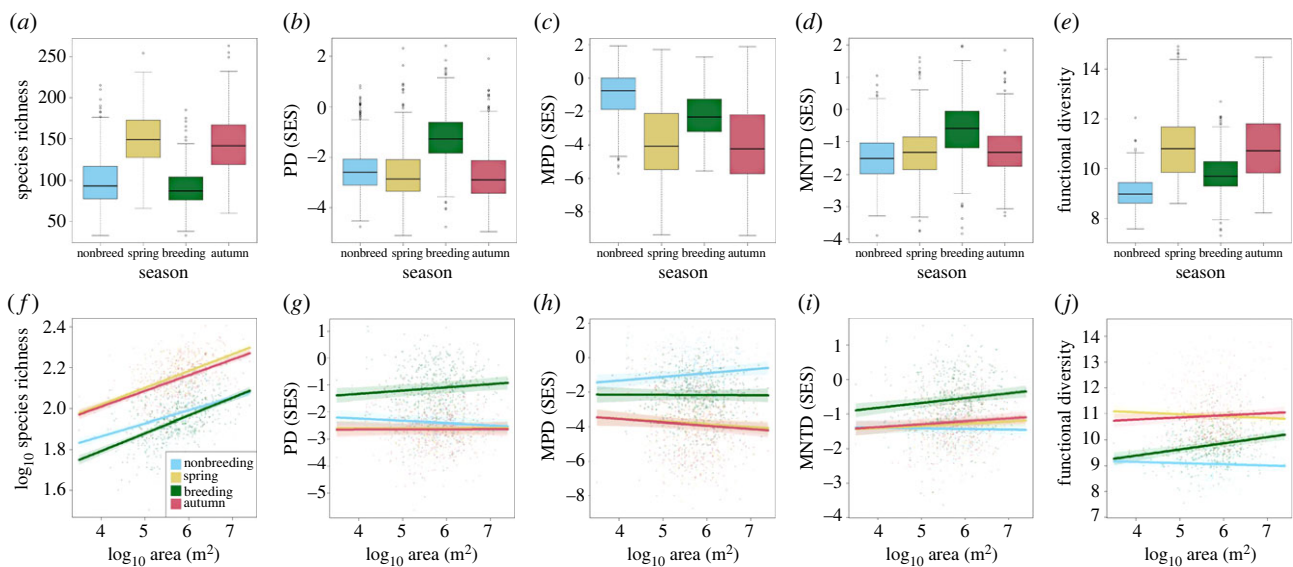 (a)
(b)
(c)
(d)
(e)
species richness
250
200
150
100
50
nonbreed spring breeding autumn
season
PD (SES)
2
0
−2
−4
nonbreed spring breeding autumn
season
MPD (SES)
2
0
−2
−4
−6
−8
nonbreed spring breeding autumn
season
MNTD (SES)
2
1
0
−1
−2
−3
−4
nonbreed spring breeding autumn
season
functional diversity
14
12
10
8
nonbreed spring breeding autumn
season
(f)
(g)
(h)
(i)
(j)
log10 species richness
2.4
2.2
2.0
1.8
1.6
nonbreeding
spring
breeding
autumn
4 5 6 7
log10 area (m²)
PD (SES)
1
0
−1
−2
−3
−4
−5
4 5 6 7
log10 area (m²)
MPD (SES)
2
0
−2
−4
−6
−8
4 5 6 7
log10 area (m²)
MNTD (SES)
1
0
−1
−2
−3
−4
4 5 6 7
log10 area (m²)
functional diversity
14
13
12
11
10
9
8
7
4 5 6 7
log10 area (m²)